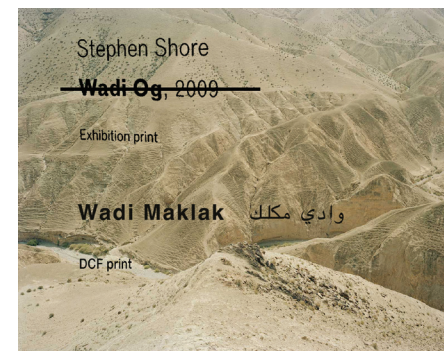 Stephen Shore
Wadi Og, 2009
Exhibition print
Wadi Maklak وادي مكلك
DCF print